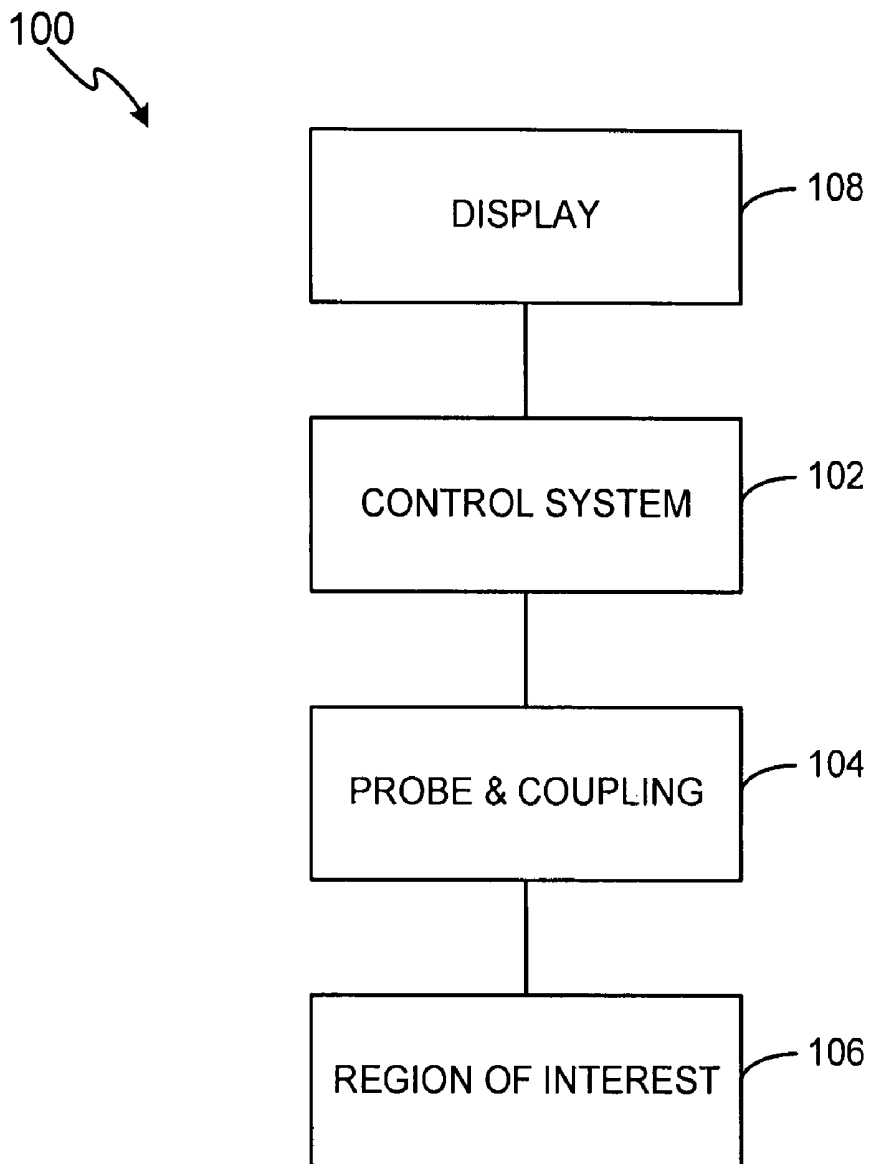 100
DISPLAY
108
CONTROL SYSTEM
102
PROBE & COUPLING
104
REGION OF INTEREST
106